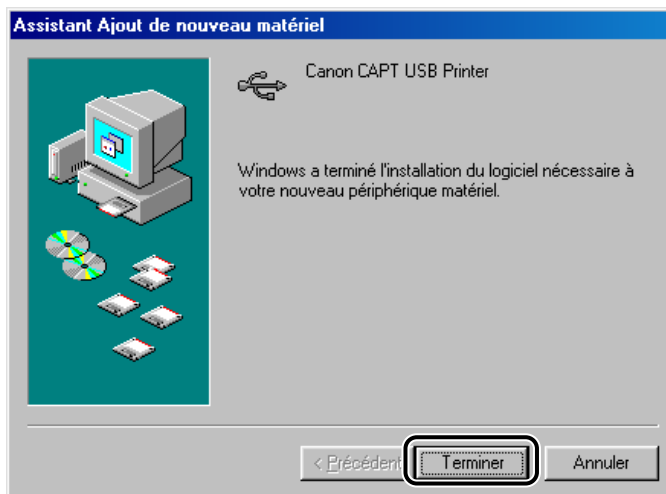 Assistant Ajout de nouveau matériel
Canon CAPT USB Printer
Windows a terminé l'installation du logiciel nécessaire à
votre nouveau périphérique matériel.
< Précédent
Terminer
Annuler